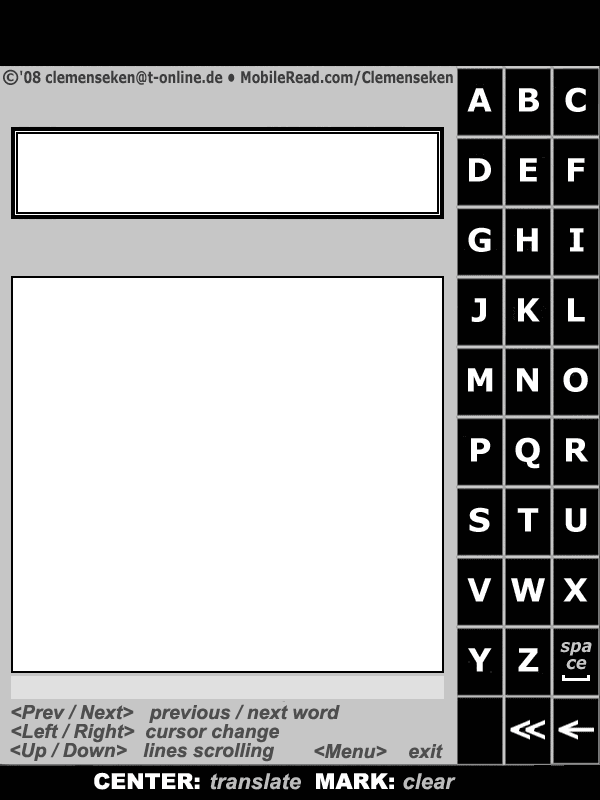 ©'08 clemenseken@t-online.de • MobileRead.com/Clemenseken
A B C
D E F
G H I
J K L
M N O
P Q R
S T U
V W X
Y Z spa
ce
<Prev / Next> previous / next word
<Left / Right> cursor change
<Up / Down> lines scrolling <Menu> exit
CENTER: translate MARK: clear